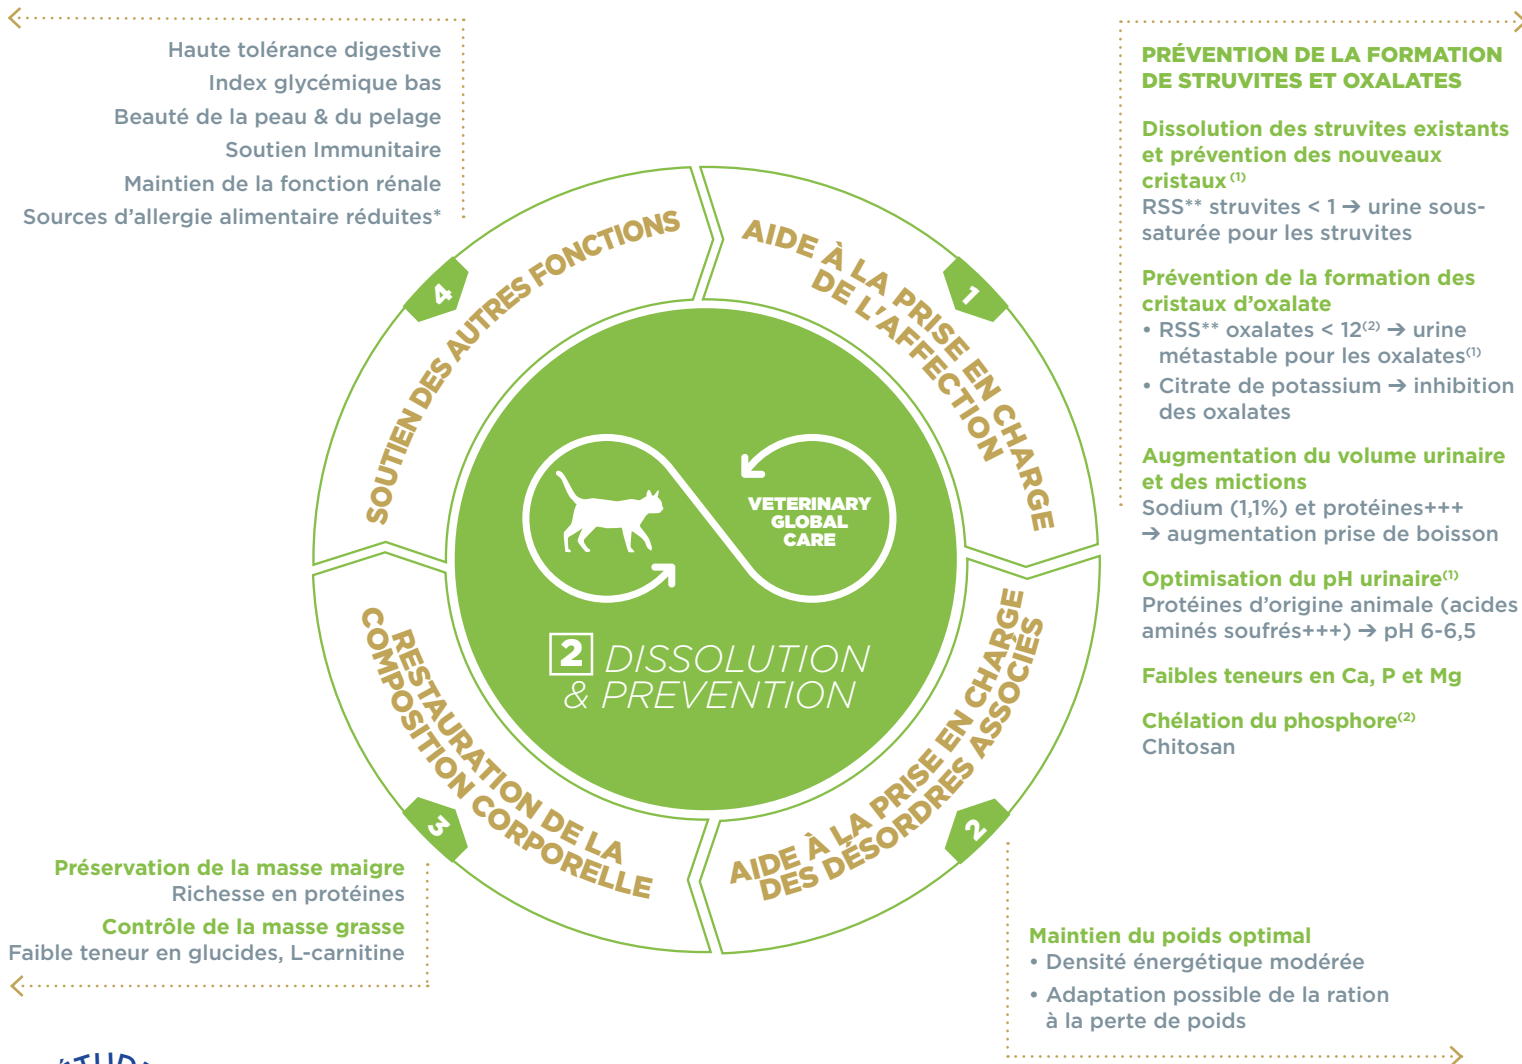 Haute tolérance digestive
Index glycémique bas
Beauté de la peau & du pelage
Soutien Immunitaire
Maintien de la fonction rénale
Sources d’allergie alimentaire réduites*
PRÉVENTION DE LA FORMATION
DE STRUVITES ET OXALATES
Dissolution des struvites existants
et prévention des nouveaux
cristaux (1)
RSS** struvites < 1 ➔ urine sous-
saturée pour les struvites
Prévention de la formation des
cristaux d’oxalate
• RSS** oxalates < 12(2) ➔ urine
métastable pour les oxalates(1)
• Citrate de potassium ➔ inhibition
des oxalates
Augmentation du volume urinaire
et des mictions
Sodium (1,1%) et protéines+++
➔ augmentation prise de boisson
Optimisation du pH urinaire(1)
Protéines d’origine animale (acides
aminés soufrés+++) ➔ pH 6-6,5
Faibles teneurs en Ca, P et Mg
Chélation du phosphore(2)
Chitosan
1
AIDE À LA PRISE EN CHARGE
DE L'AFFECTION
2
AIDE À LA PRISE EN CHARGE
DES DÉSORDRES ASSOCIÉS
3
RESTAURATION DE LA
COMPOSITION CORPORELLE
4
SOUTIEN DES AUTRES FONCTIONS
VETERINARY
GLOBAL
CARE
2 DISSOLUTION
& PREVENTION
Préservation de la masse maigre
Richesse en protéines
Contrôle de la masse grasse
Faible teneur en glucides, L-carnitine
Maintien du poids optimal
• Densité énergétique modérée
• Adaptation possible de la ration
à la perte de poids